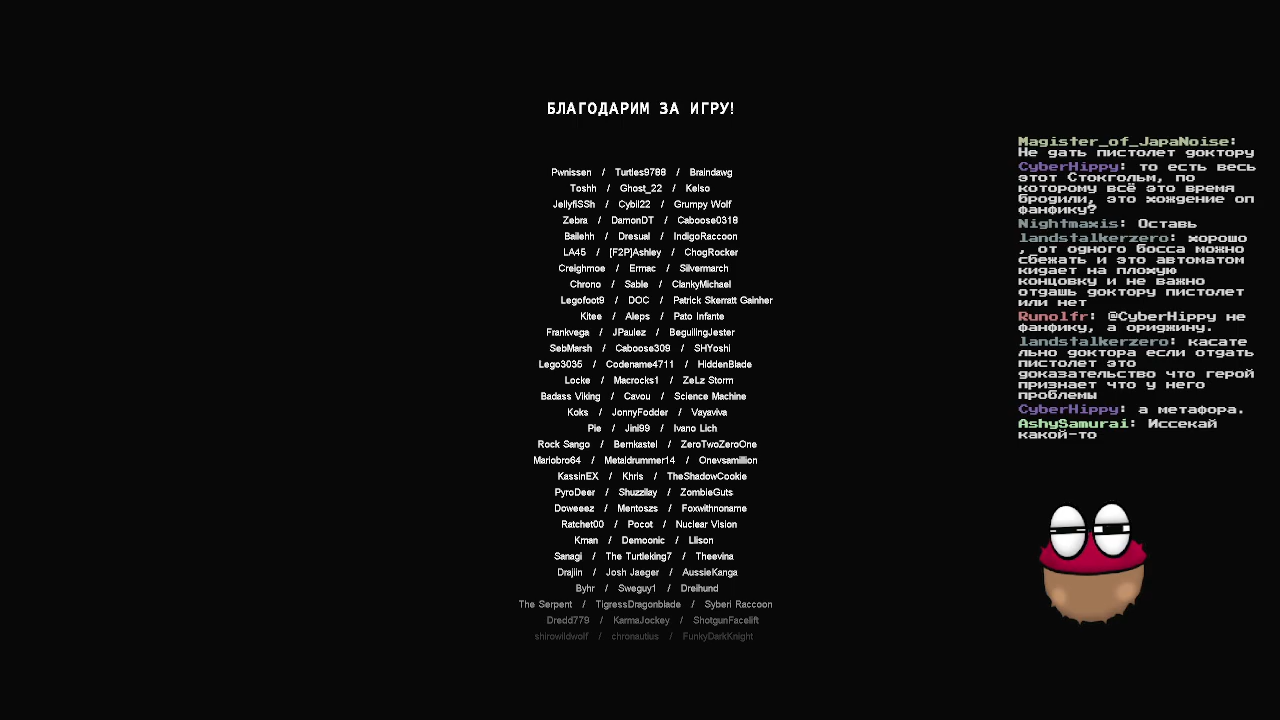 БЛАГОДАРИМ ЗА ИГРУ!
Pwnissen / Turtles9788 / Braindawg
Toshh / Ghost_22 / Kelso
JellyfiSSh / Cybil22 / Grumpy Wolf
Zebra / DamonDT / Caboose0318
Bailehh / Dresual / IndigoRaccoon
LA45 / [F2P]Ashley / ChogRocker
Creighmoe / Ermac / Silvermarch
Chrono / Sable / ClankyMichael
Legofoot9 / DOC / Patrick Skerratt Gainher
Kitee / Aleps / Pato Infante
Frankvega / JPaulez / BeguilingJester
SebMarsh / Caboose309 / SHYoshi
Lego3035 / Codename4711 / HiddenBlade
Locke / Macrocks1 / ZeLz Storm
Badass Viking / Cavou / Science Machine
Koks / JonnyFodder / Vayaviva
Pie / Jini99 / Ivano Lich
Rock Sango / Bernkastel / ZeroTwoZeroOne
Mariobro64 / Metaldrummer14 / Onevsamillion
KassinEX / Khris / TheShadowCookie
PyroDeer / Shuzzilay / ZombieGuts
Doweeez / Mentoszs / Foxwithnoname
Ratchet00 / Pocot / Nuclear Vision
Kman / Demoonic / Llison
Sanagi / The Turtleking7 / Theevina
Drajiin / Josh Jaeger / AussieKanga
Byhr / Sweguy1 / Dreihund
The Serpent / TigressDragonblade / Syberi Raccoon
Dredd779 / KarmaJockey / ShotgunFacelift
shirowildwolf / chronautius / FunkyDarkKnight
Magister_of_JapaNoise:
Не дать пистолет доктору
CyberHippy: то есть весь
этот Стокгольм, по
которому всё это время
бродили, это хождение оп
фанфику?
Nightmaxis: Оставь
landstalkerzero: хорошо
, от одного босса можно
сбежать и это автоматом
кидает на плохую
концовку и не важно
отдашь доктору пистолет
или нет
Runolfr: @CyberHippy не
фанфику, а ориджину.
landstalkerzero: касате
льно доктора если отдать
пистолет это
доказательство что герой
признает что у него
проблемы
CyberHippy: а метафора.
AshySamurai: Иссекай
какой-то